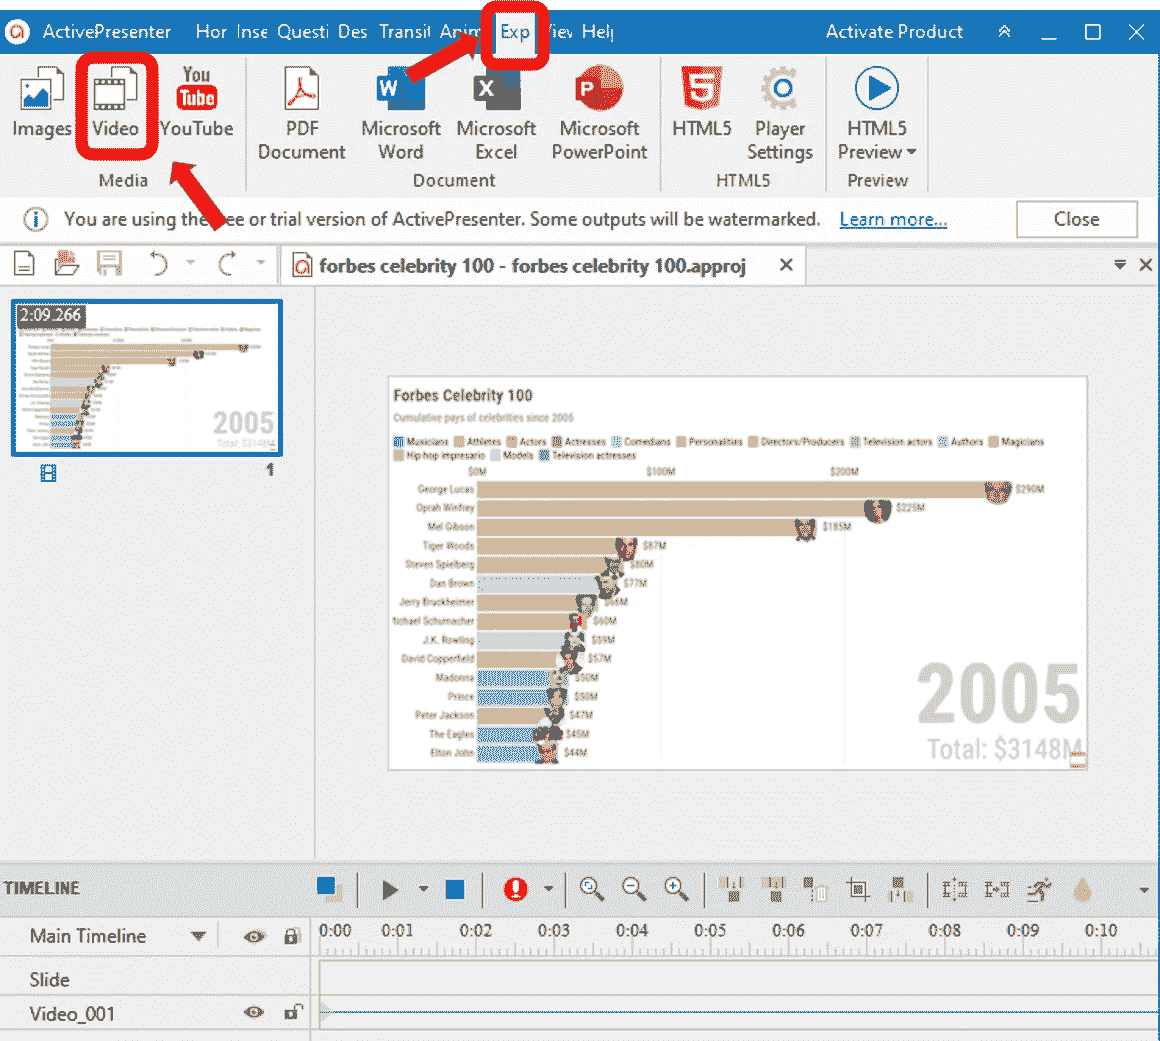 ActivePresenter Hor Inse Questi Des Transit Anim Exp Viev Help Activate Product
Images Video YouTube PDF Document Microsoft Word Microsoft Excel Microsoft PowerPoint HTML5 Player Settings HTML5 Preview
Media Document HTML5 Preview
You are using the free or trial version of ActivePresenter. Some outputs will be watermarked. Learn more... Close
forbes celebrity 100 - forbes celebrity 100.approj
2:09.266
2005
Total: $3148M
1
Forbes Celebrity 100
Cumulative pays of celebrities since 2005
Musicians Athletes Actors Actresses Comedians Personalities Directors/Producers Television actors Authors Magicians
Hip-hop impresario Models Television actresses
$0M $100M $200M
George Lucas $290M
Oprah Winfrey $225M
Mel Gibson $185M
Tiger Woods $87M
Steven Spielberg $80M
Dan Brown $77M
Jerry Bruckheimer $66M
Michael Schumacher $60M
J.K. Rowling $59M
David Copperfield $57M
Madonna $50M
Prince $50M
Peter Jackson $47M
The Eagles $45M
Elton John $44M
2005
Total: $3148M
TIMELINE
Main Timeline 0:00 0:01 0:02 0:03 0:04 0:05 0:06 0:07 0:08 0:09 0:10
Slide
Video_001